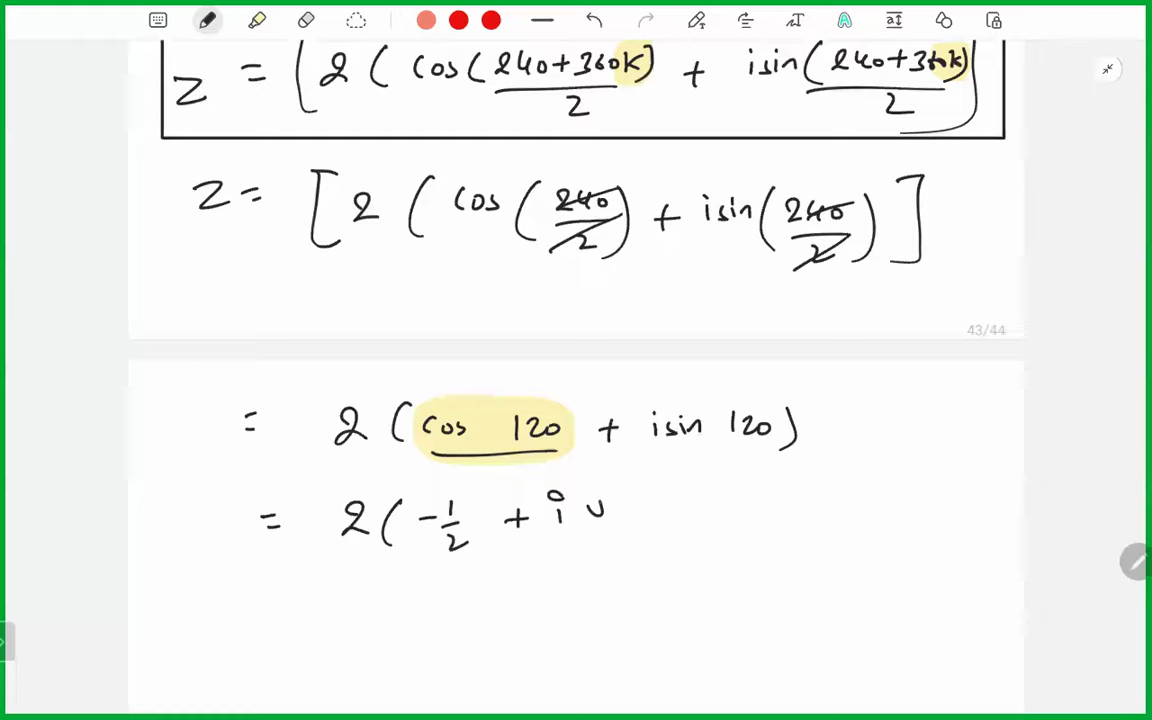 Z = [2 (cos(240+360k)/2 + isin(240+360k)/2)
Z = [2 (cos(240/2) + isin(240/2)]
43/44
= 2 (cos 120 + isin 120)
= 2(-1/2 + i